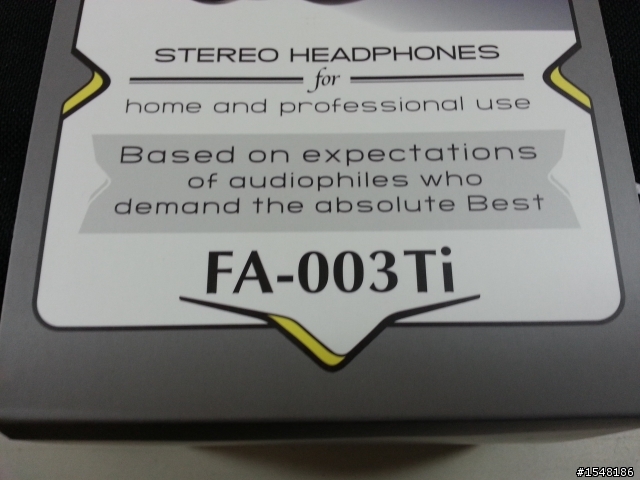 STEREO HEADPHONES
for
home and professional use
Based on expectations
of audiophiles who
demand the absolute Best
FA-003Ti
#1548186